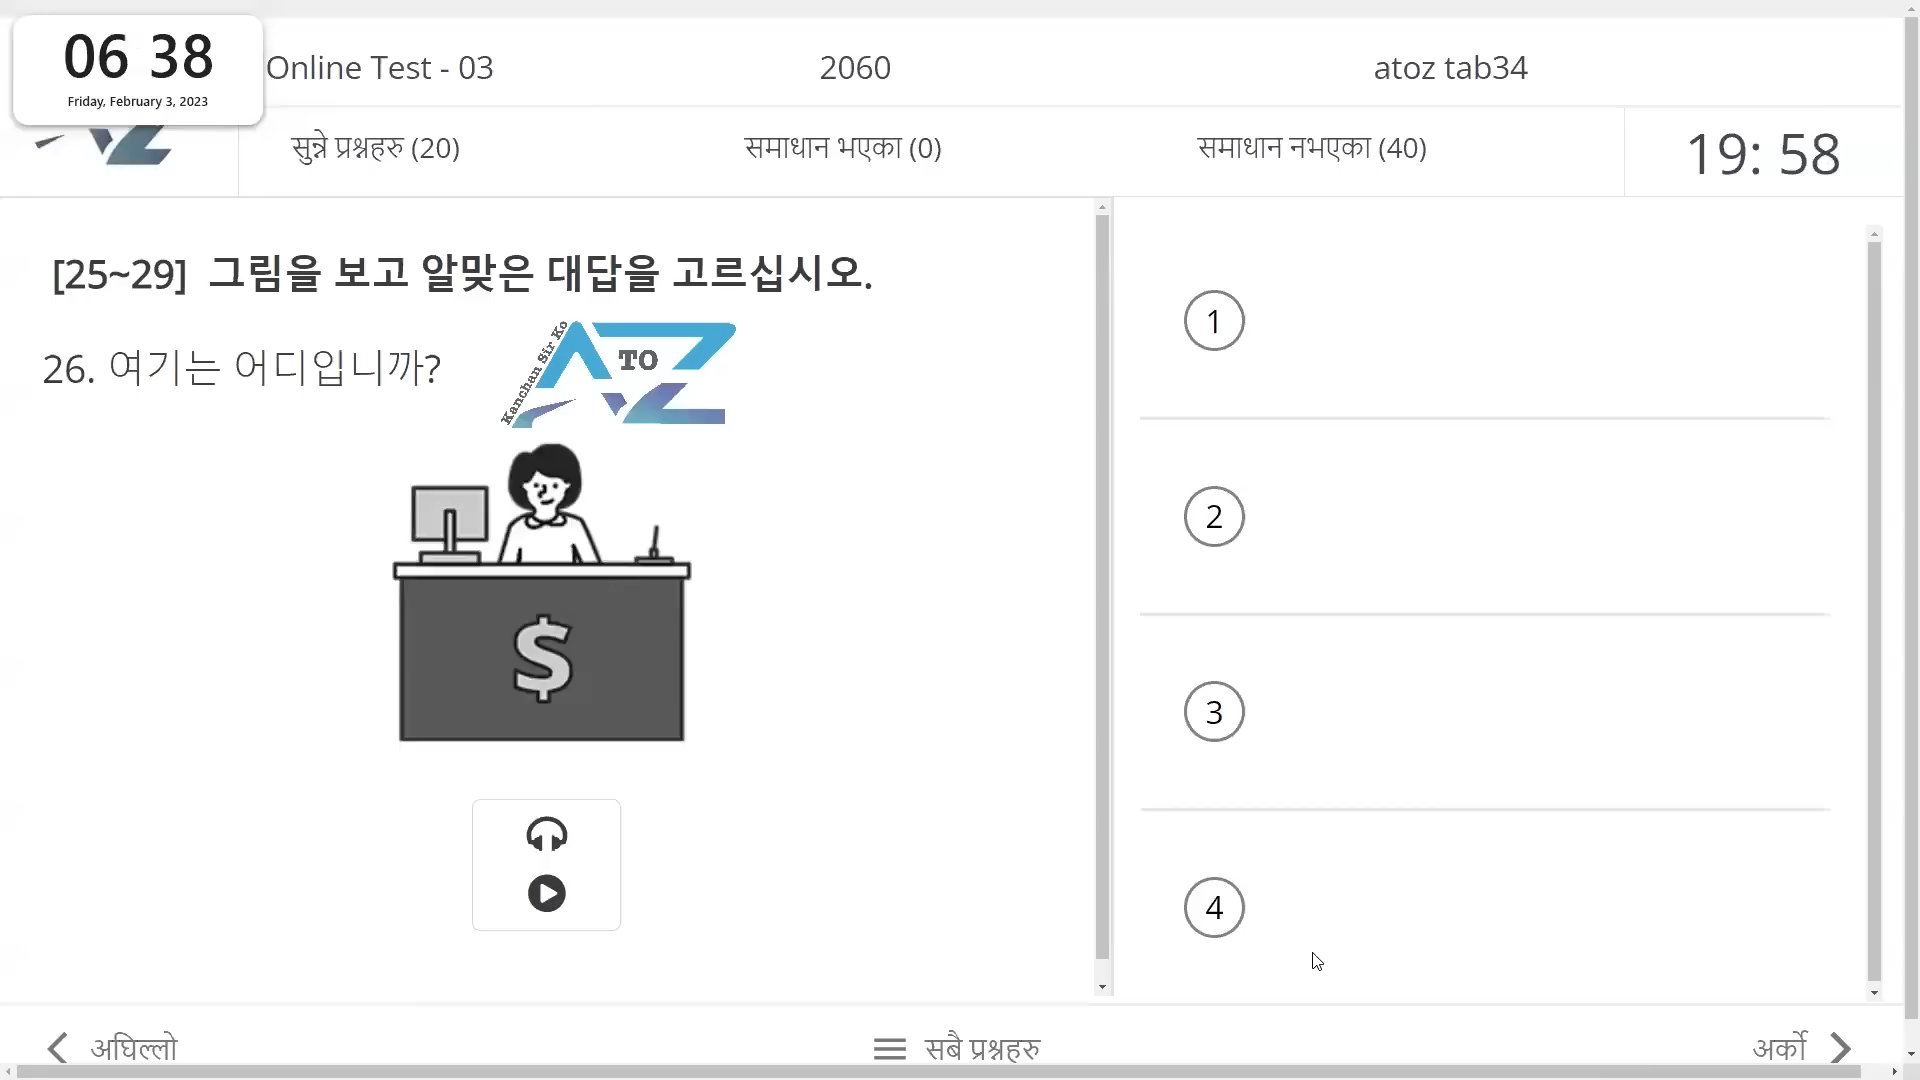 06 38
Friday, February 3, 2023
Online Test - 03
2060
atoz tab34
सुन्ने प्रश्नहरु (20)
समाधान भएका (0)
समाधान नभएका (40)
19: 58
[25~29] 그림을 보고 알맞은 대답을 고르십시오.
26. 여기는 어디입니까?
Kanchan Sir Ko
A TO Z
$
1
2
3
4
अघिल्लो
सबै प्रश्नहरु
अर्को